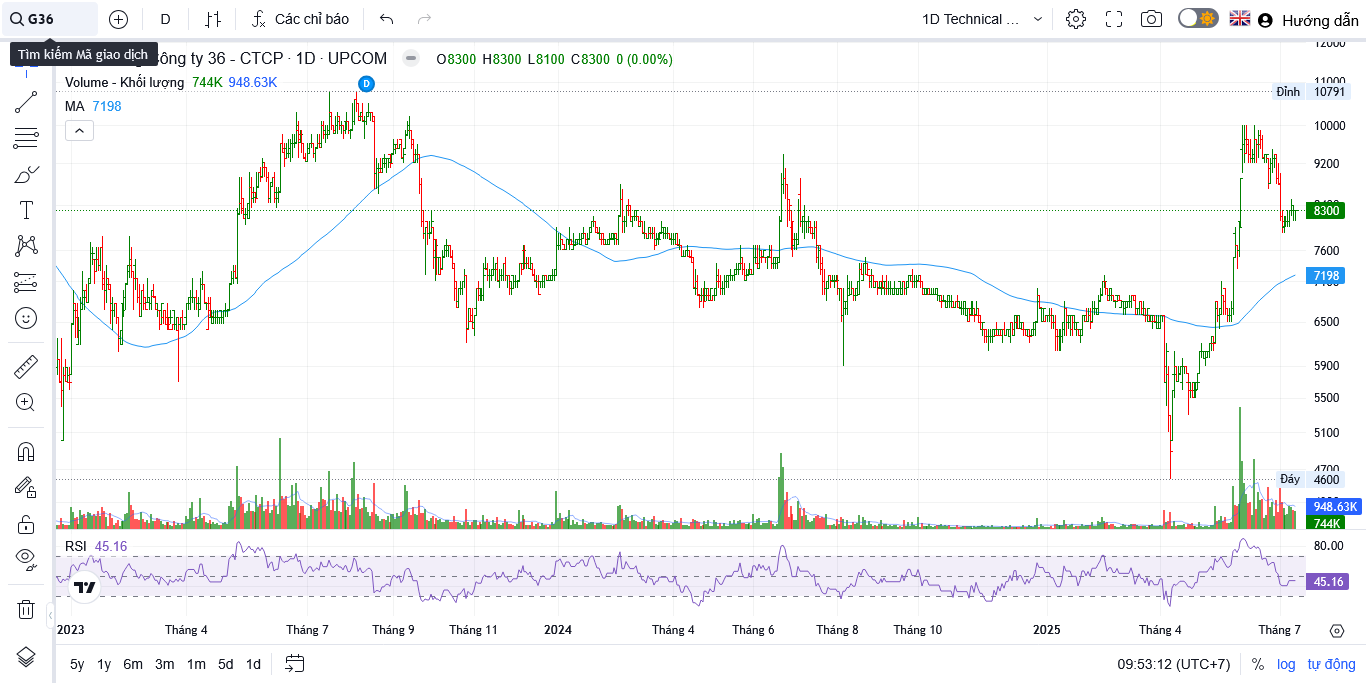 G36
D
Các chỉ báo
1D Technical ...
Hướng dẫn
Tìm kiếm Mã giao dịch
ông ty 36 - CTCP · 1D · UPCOM
O8300 H8300 L8100 C8300 0 (0.00%)
Volume - Khối lượng 744K 948.63K
MA 7198
D
12000
11000
Đỉnh 10791
10000
9200
8300
7600
7198
6500
5900
5500
5100
4700
Đáy 4600
948.63K
744K
RSI 45.16
80.00
45.16
2023 Tháng 4 Tháng 7 Tháng 9 Tháng 11 2024 Tháng 4 Tháng 6 Tháng 8 Tháng 10 2025 Tháng 4 Tháng 7
5y 1y 6m 3m 1m 5d 1d
09:53:12 (UTC+7) % log tự động